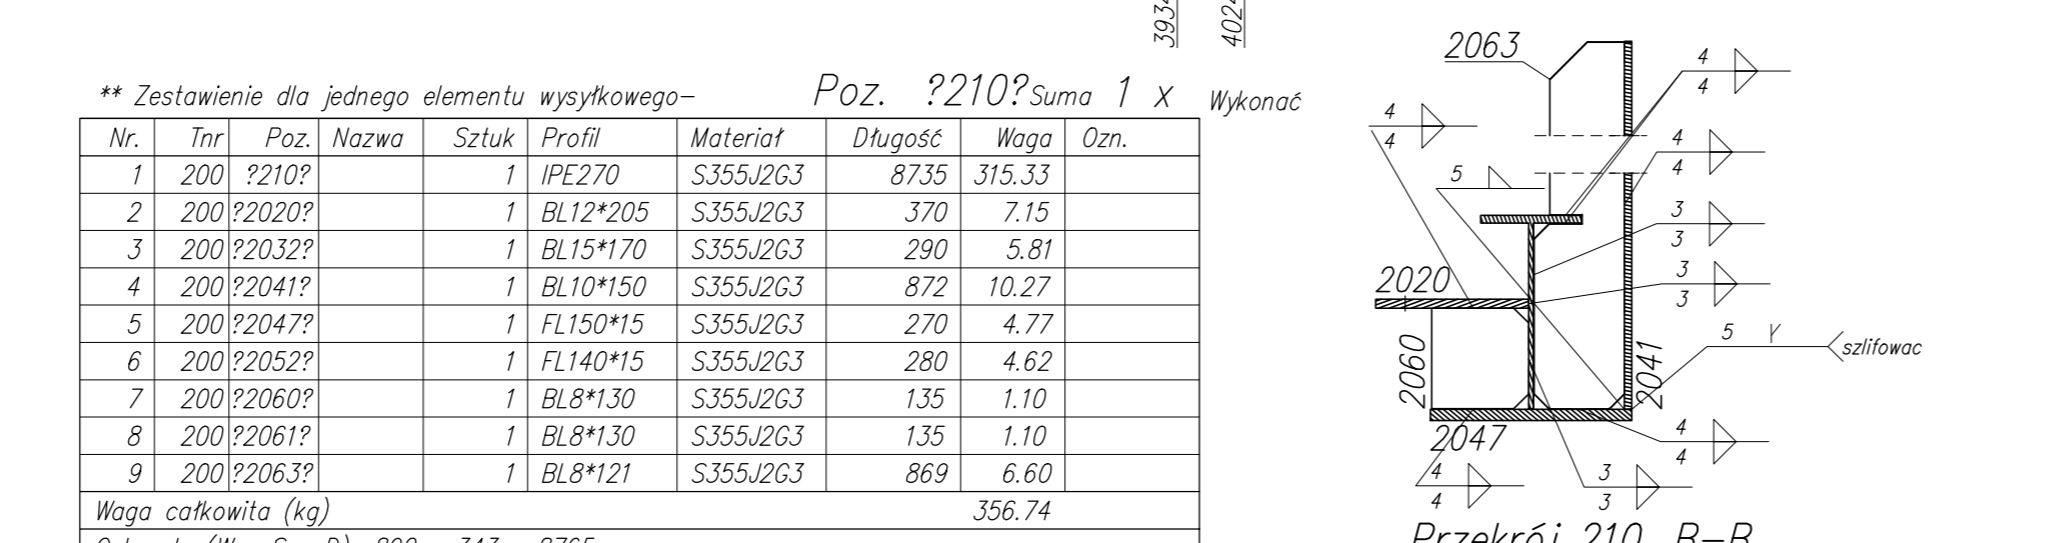 3934
4024
** Zestawienie dla jednego elementu wysyłkowego- Poz. ?210? Suma 1 x Wykonać
Nr. Tnr Poz. Nazwa Sztuk Profil Materiał Długość Waga Ozn.
1 200 ?210? 1 IPE270 S355J2G3 8735 315.33
2 200 ?2020? 1 BL12*205 S355J2G3 370 7.15
3 200 ?2032? 1 BL15*170 S355J2G3 290 5.81
4 200 ?2041? 1 BL10*150 S355J2G3 872 10.27
5 200 ?2047? 1 FL150*15 S355J2G3 270 4.77
6 200 ?2052? 1 FL140*15 S355J2G3 280 4.62
7 200 ?2060? 1 BL8*130 S355J2G3 135 1.10
8 200 ?2061? 1 BL8*130 S355J2G3 135 1.10
9 200 ?2063? 1 BL8*121 S355J2G3 869 6.60
Waga całkowita (kg) 356.74
2063
4
4
4
4
4
4
5
3
3
2020
3
3
5
szlifowac
2060
2041
2047
4
4
4
4
3
3
Przekrój 210 B-B